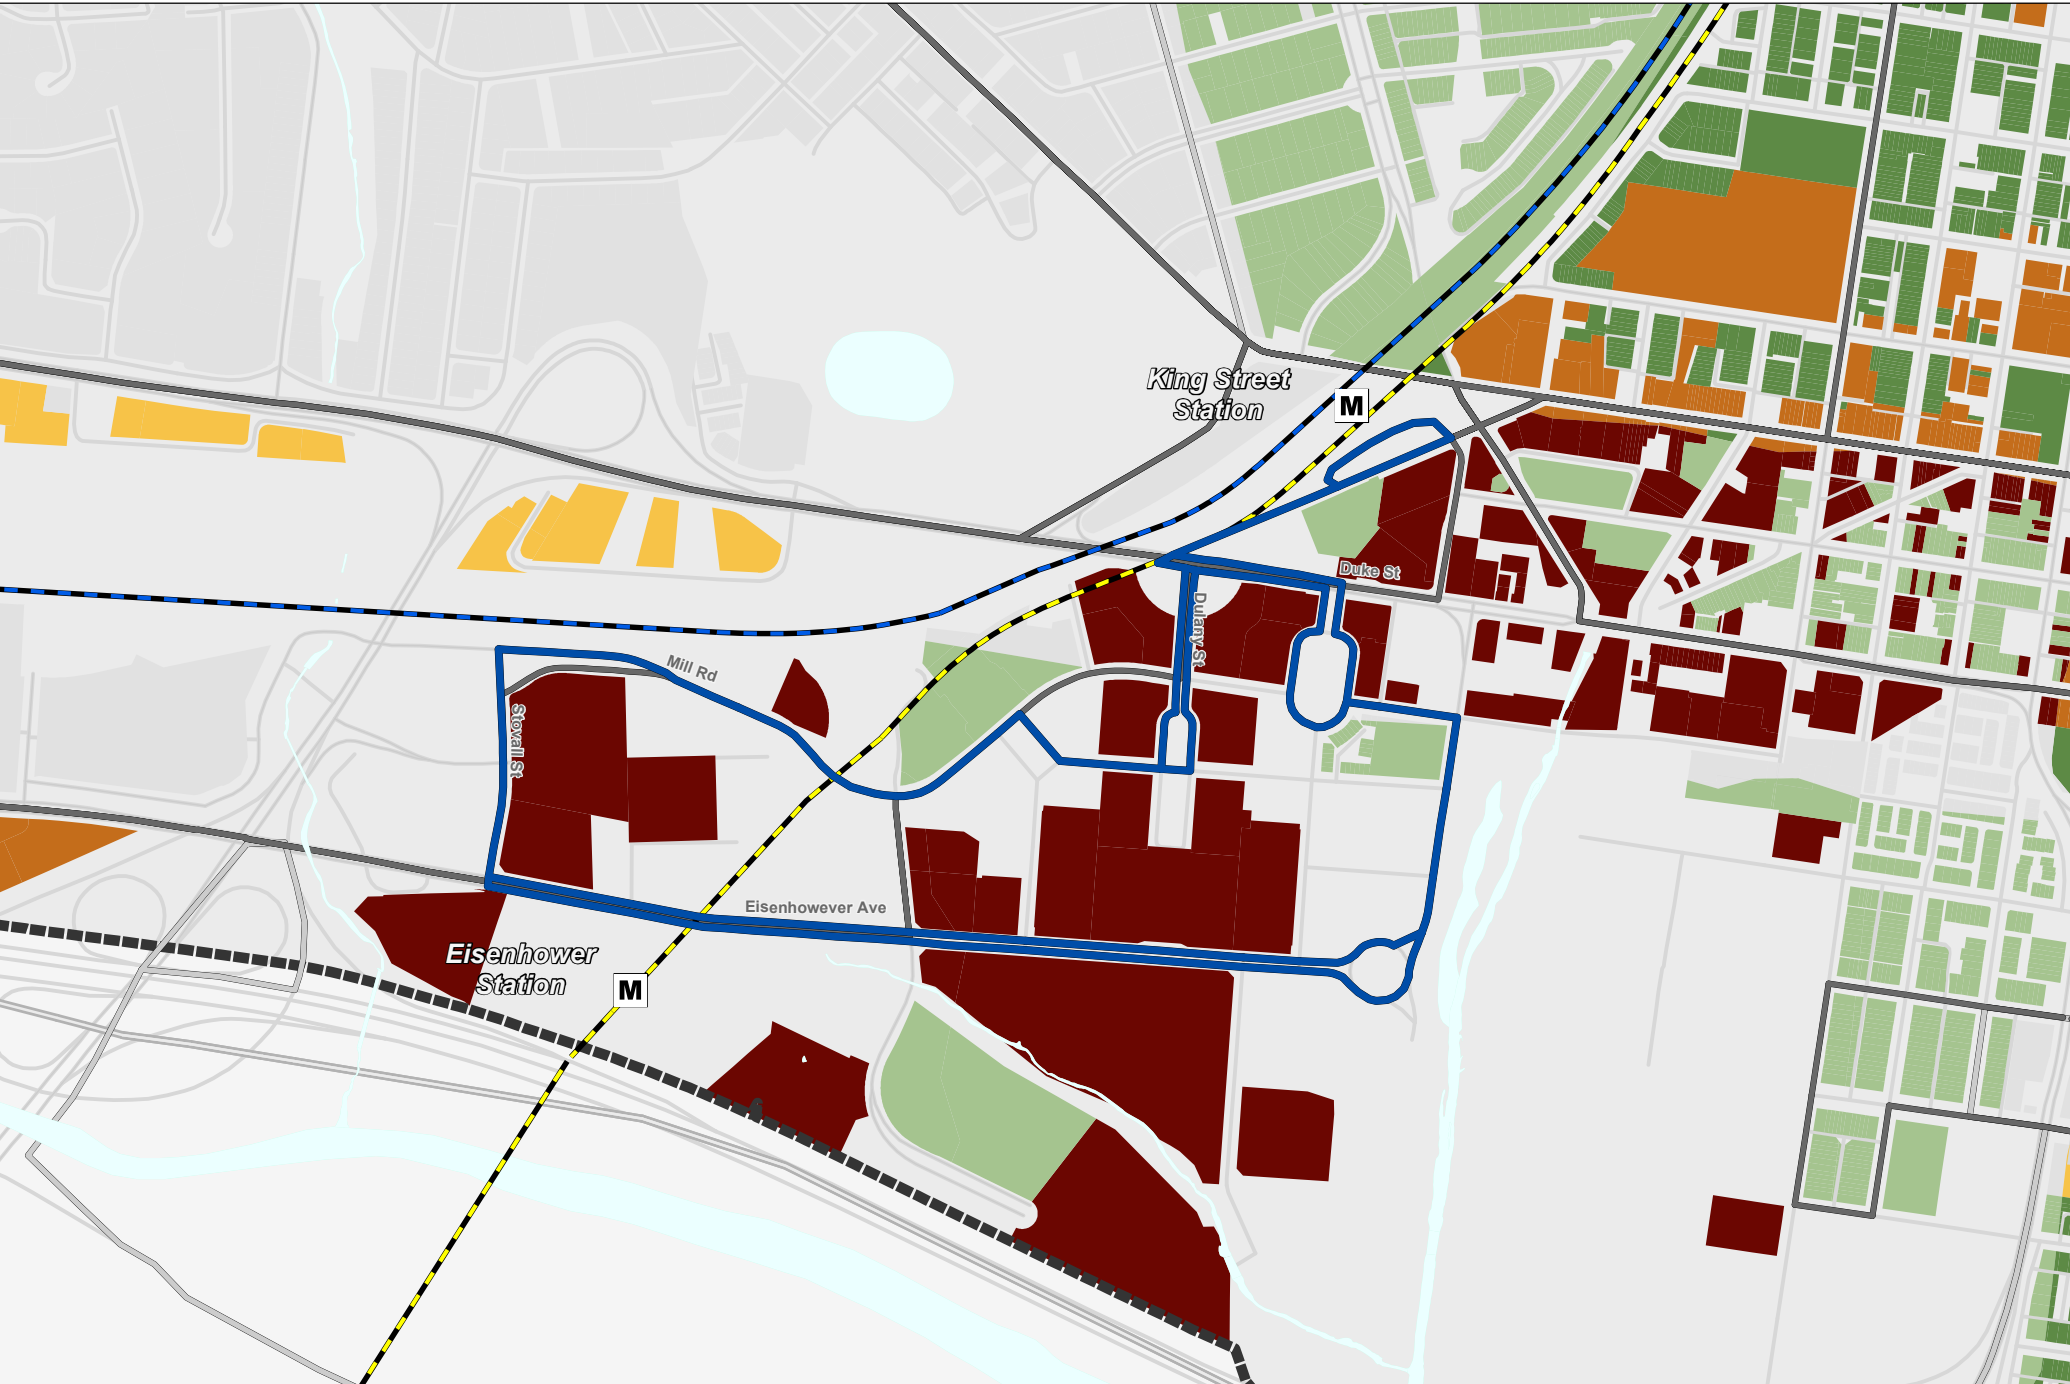 King Street
Station
M
Duke St
Dulany St
Mill Rd
Stovall St
Eisenhowever Ave
Eisenhower
Station
M